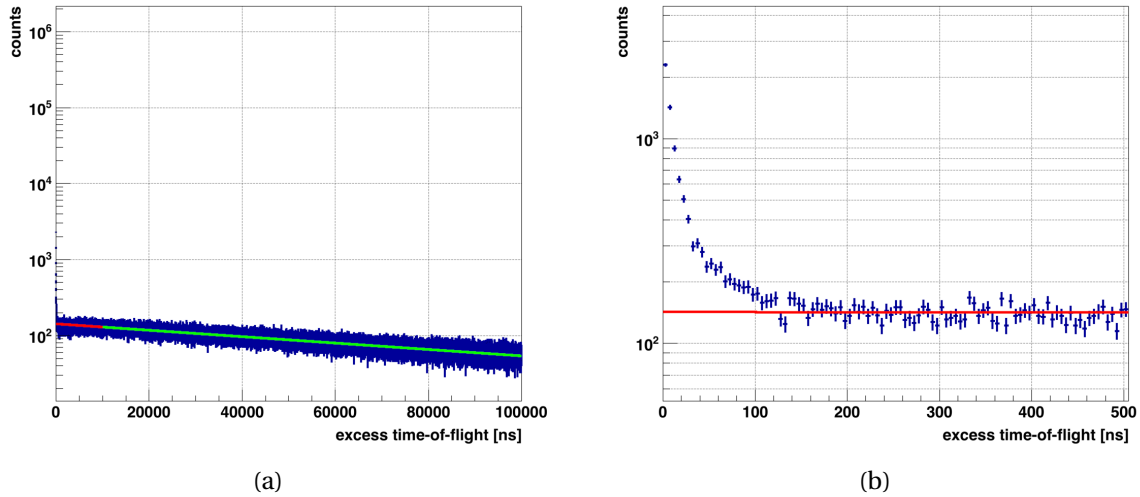 counts
10⁶
10⁵
10⁴
10³
10²
0 20000 40000 60000 80000 100000
excess time-of-flight [ns]
(a)
counts
10³
10²
0 100 200 300 400 500
excess time-of-flight [ns]
(b)